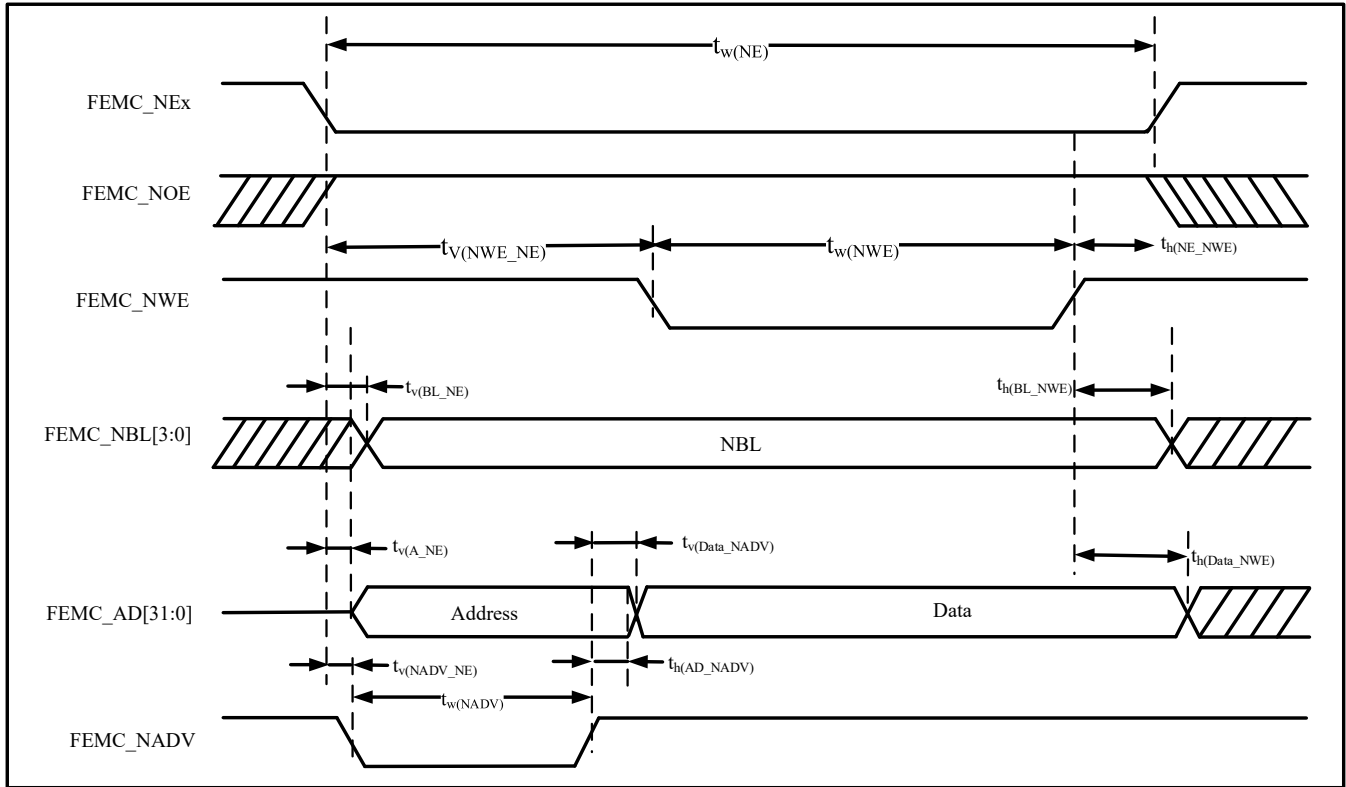 tw(NE)
FEMC_NEx
FEMC_NOE
tV(NWE_NE)
tw(NWE)
th(NE_NWE)
FEMC_NWE
tv(BL_NE)
th(BL_NWE)
FEMC_NBL[3:0]
NBL
tv(A_NE)
tv(Data_NADV)
th(Data_NWE)
FEMC_AD[31:0]
Address
Data
tv(NADV_NE)
th(AD_NADV)
tw(NADV)
FEMC_NADV